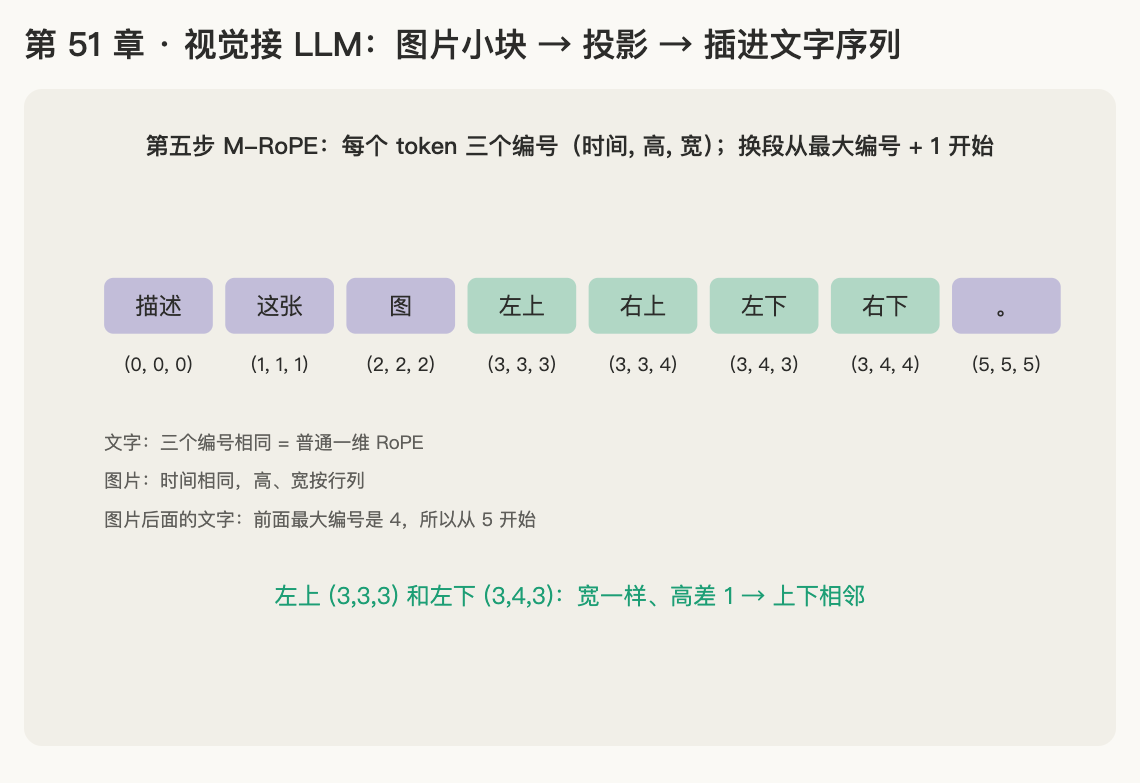 第 51 章 · 视觉接 LLM：图片小块 → 投影 → 插进文字序列
第五步 M-RoPE：每个 token 三个编号（时间, 高, 宽）；换段从最大编号 + 1 开始
描述 这张 图 左上 右上 左下 右下 。
(0, 0, 0) (1, 1, 1) (2, 2, 2) (3, 3, 3) (3, 3, 4) (3, 4, 3) (3, 4, 4) (5, 5, 5)
文字：三个编号相同 = 普通一维 RoPE
图片：时间相同，高、宽按行列
图片后面的文字：前面最大编号是 4，所以从 5 开始
左上 (3,3,3) 和左下 (3,4,3)：宽一样、高差 1 → 上下相邻